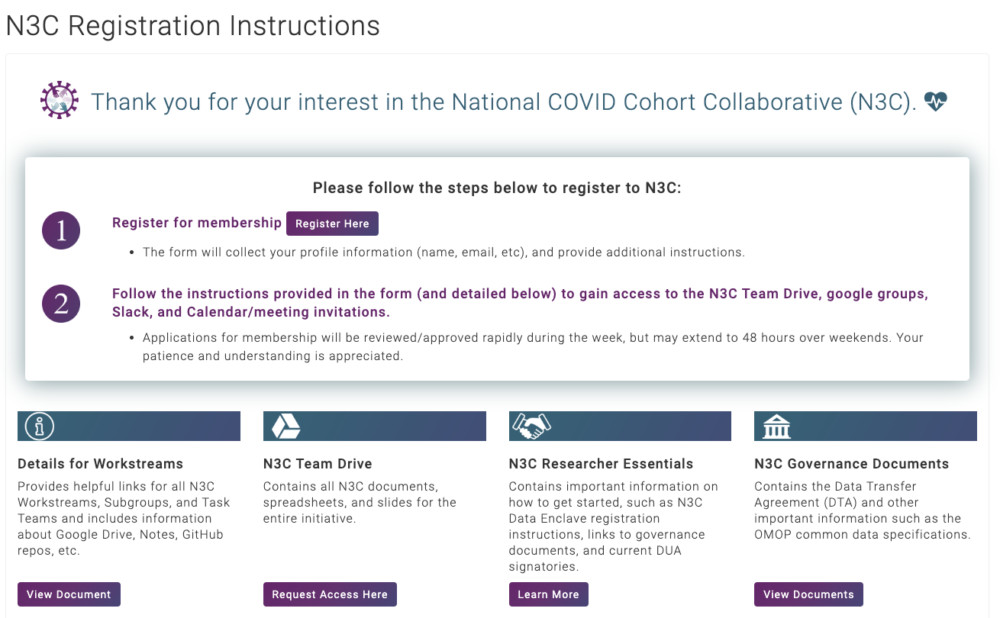 N3C Registration Instructions
Thank you for your interest in the National COVID Cohort Collaborative (N3C).
Please follow the steps below to register to N3C:
1
Register for membership Register Here
• The form will collect your profile information (name, email, etc), and provide additional instructions.
2
Follow the instructions provided in the form (and detailed below) to gain access to the N3C Team Drive, google groups,
Slack, and Calendar/meeting invitations.
• Applications for membership will be reviewed/approved rapidly during the week, but may extend to 48 hours over weekends. Your
patience and understanding is appreciated.
Details for Workstreams
Provides helpful links for all N3C
Workstreams, Subgroups, and Task
Teams and includes information
about Google Drive, Notes, GitHub
repos, etc.
View Document
N3C Team Drive
Contains all N3C documents,
spreadsheets, and slides for the
entire initiative.
Request Access Here
N3C Researcher Essentials
Contains important information on
how to get started, such as N3C
Data Enclave registration
instructions, links to governance
documents, and current DUA
signatories.
Learn More
N3C Governance Documents
Contains the Data Transfer
Agreement (DTA) and other
important information such as the
OMOP common data specifications.
View Documents